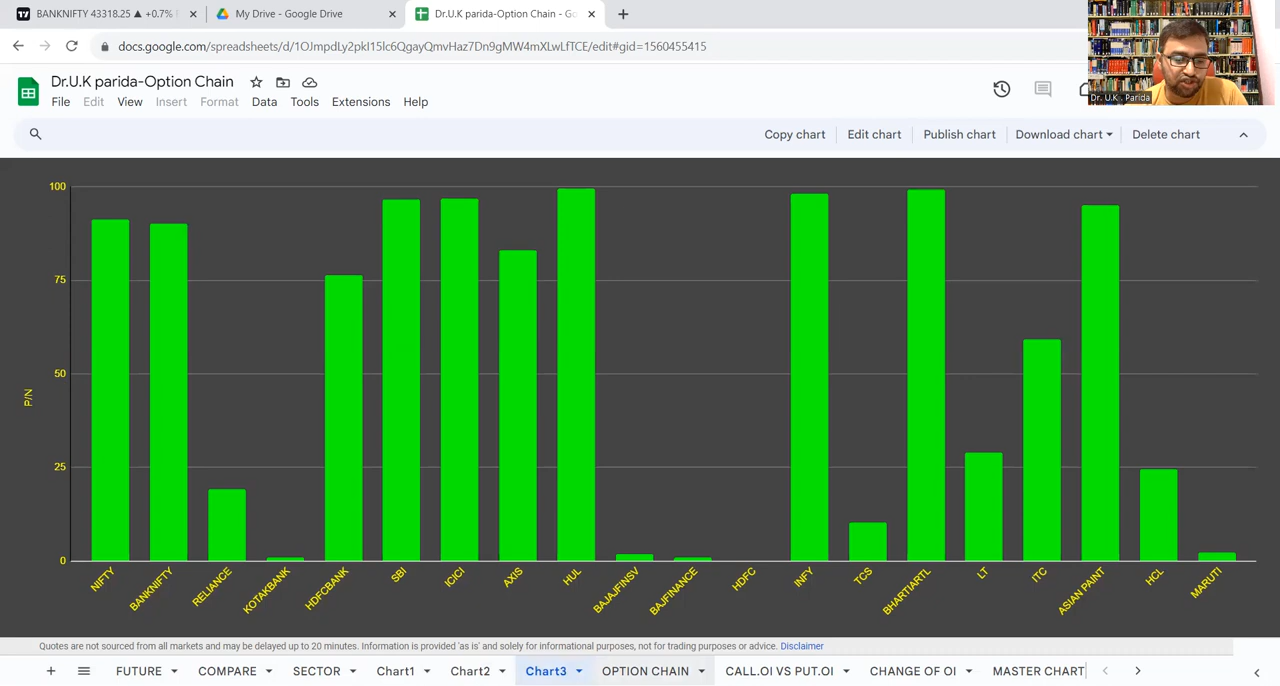 BANKNIFTY 43318.25 ▲ +0.7%
My Drive - Google Drive
Dr.U.K parida-Option Chain - Go
docs.google.com/spreadsheets/d/1OJmpdLy2pkI15Ic6QgayQmvHaz7Dn9gMW4mXLwLfTCE/edit#gid=1560455415
Dr.U.K parida-Option Chain
File Edit View Insert Format Data Tools Extensions Help
Dr. U.K . Parida
Copy chart Edit chart Publish chart Download chart Delete chart
100
75
50
25
0
P/N
NIFTY
BANKNIFTY
RELIANCE
KOTAKBANK
HDFCBANK
SBI
ICICI
AXIS
HUL
BAJAJFINSV
BAJFINANCE
HDFC
INFY
TCS
BHARTIARTL
LT
ITC
ASIAN PAINT
HCL
MARUTI
Quotes are not sourced from all markets and may be delayed up to 20 minutes. Information is provided 'as is' and solely for informational purposes, not for trading purposes or advice. Disclaimer
FUTURE COMPARE SECTOR Chart1 Chart2 Chart3 OPTION CHAIN CALL.OI VS PUT.OI CHANGE OF OI MASTER CHART